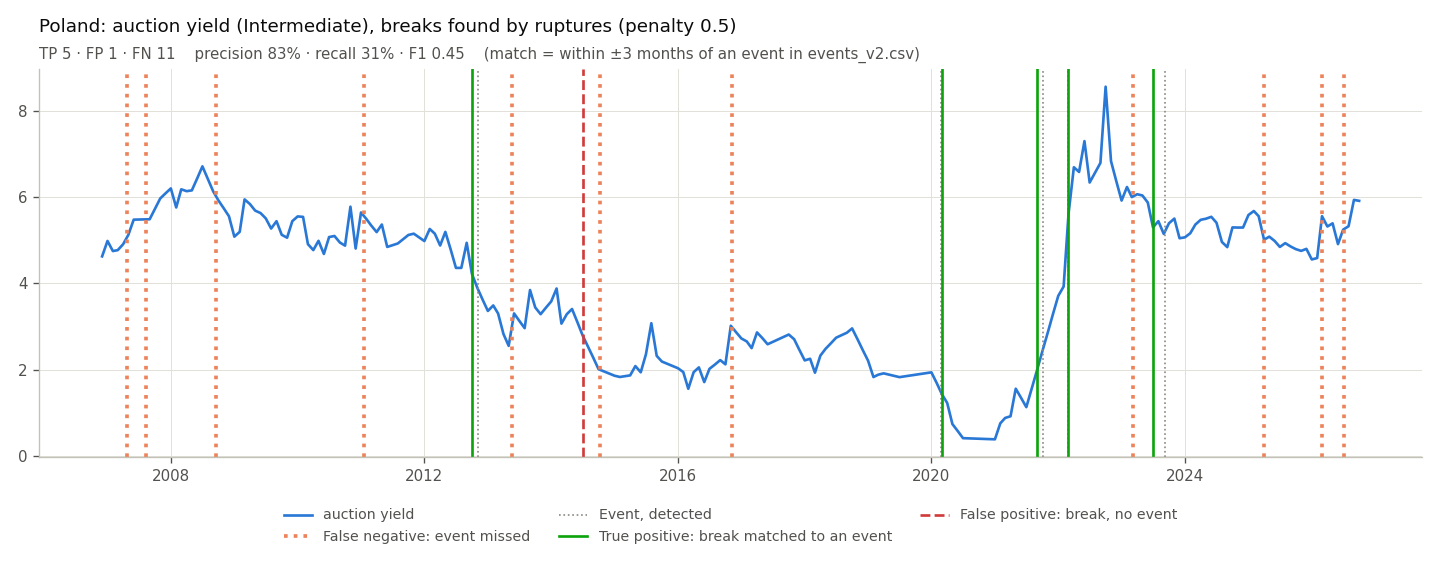 Poland: auction yield (Intermediate), breaks found by ruptures (penalty 0.5)
TP 5 · FP 1 · FN 11    precision 83% · recall 31% · F1 0.45    (match = within ±3 months of an event in events_v2.csv)
8
6
4
2
0
2008 2012 2016 2020 2024
auction yield
False negative: event missed
Event, detected
True positive: break matched to an event
False positive: break, no event